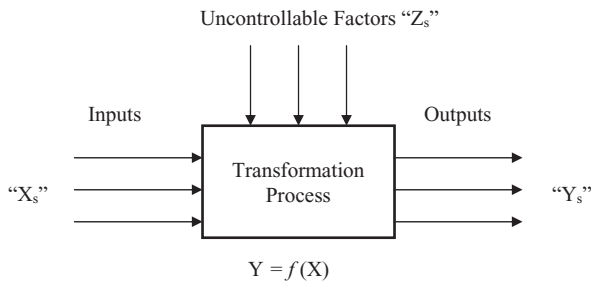 Uncontrollable Factors “Zₛ”
Inputs
Outputs
Transformation
Process
“Xₛ”
“Yₛ”
Y = f(X)